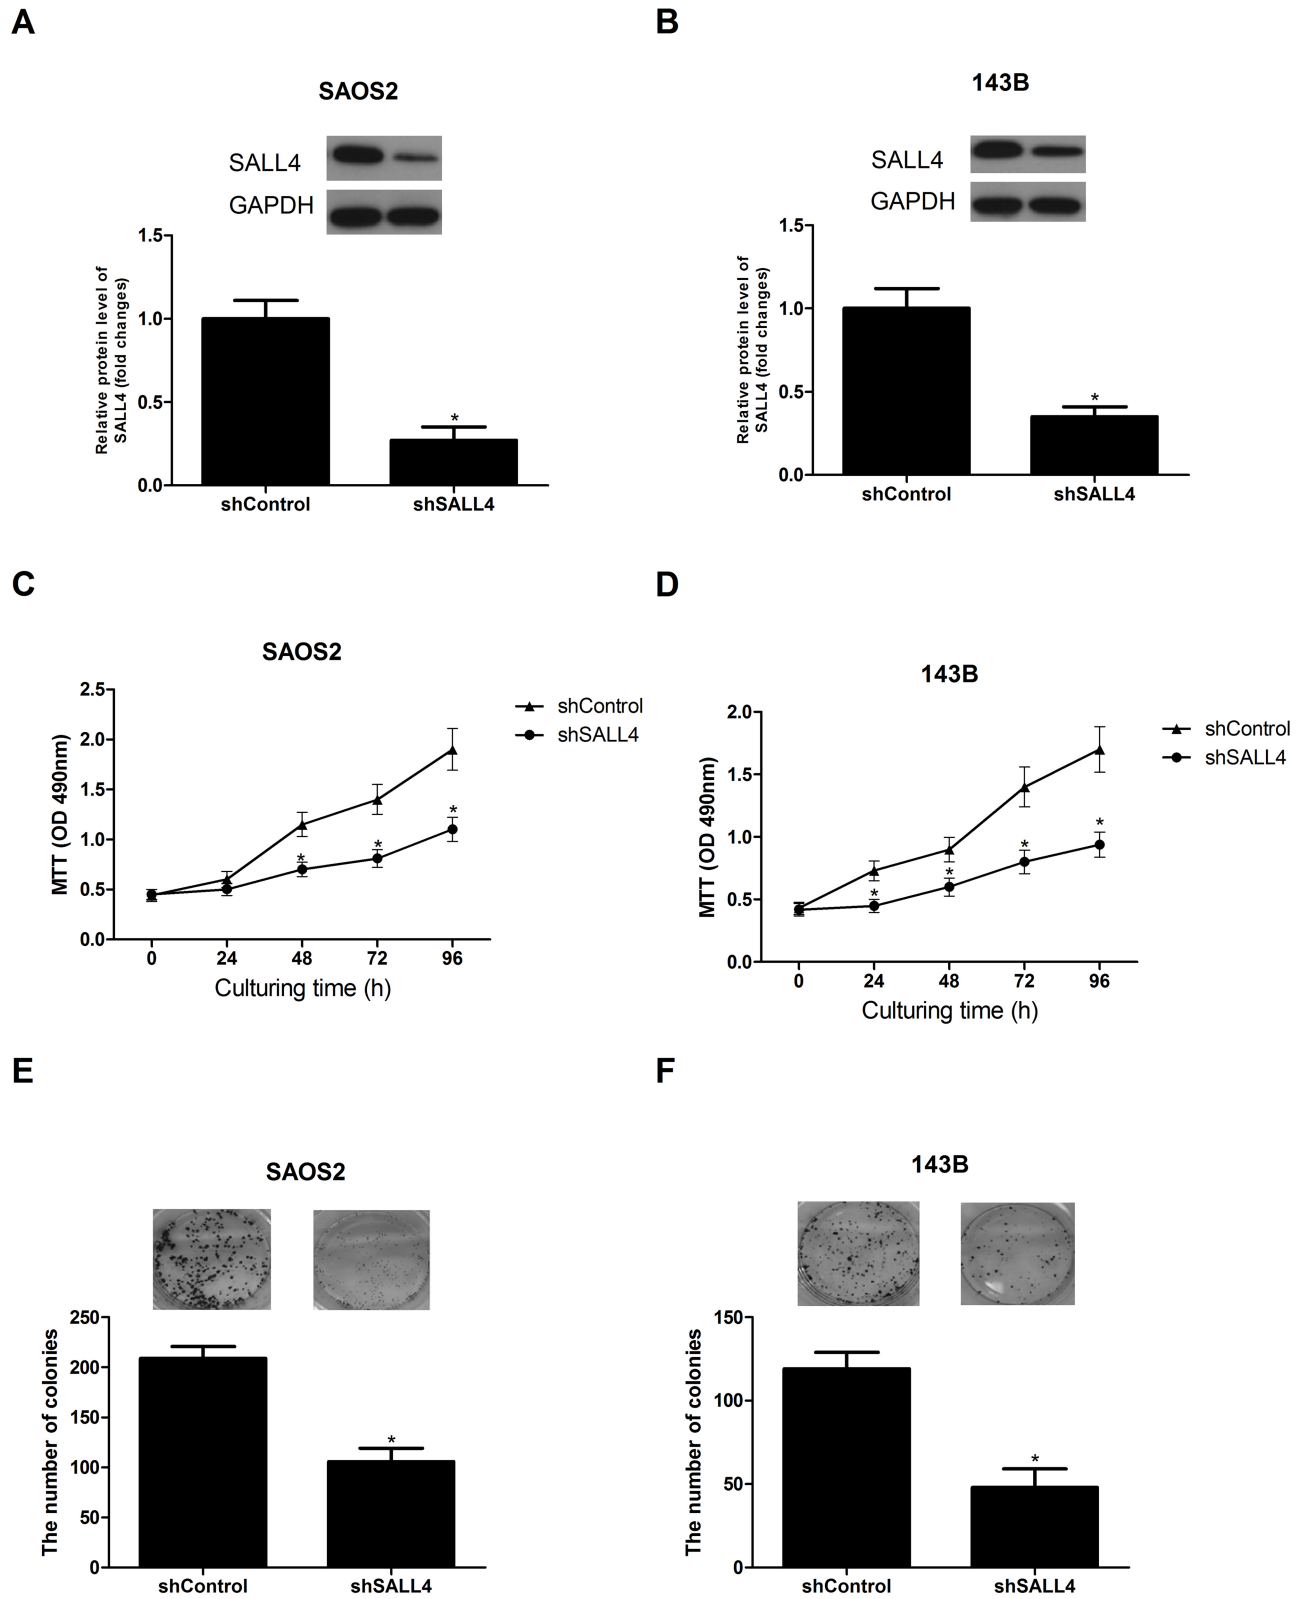 A
SAOS2
SALL4
GAPDH
1.5
1.0
0.5
0.0
Relative protein level of
SALL4 (fold changes)
*
shControl
shSALL4
B
143B
SALL4
GAPDH
1.5
1.0
0.5
0.0
Relative protein level of
SALL4 (fold changes)
*
shControl
shSALL4
C
SAOS2
2.5
2.0
1.5
1.0
0.5
0.0
MTT (OD 490nm)
shControl
shSALL4
* * *
0 24 48 72 96
Culturing time (h)
D
143B
2.0
1.5
1.0
0.5
0.0
MTT (OD 490nm)
shControl
shSALL4
* * * *
0 24 48 72 96
Culturing time (h)
E
SAOS2
250
200
150
100
50
0
The number of colonies
*
shControl
shSALL4
F
143B
150
100
50
0
The number of colonies
*
shControl
shSALL4